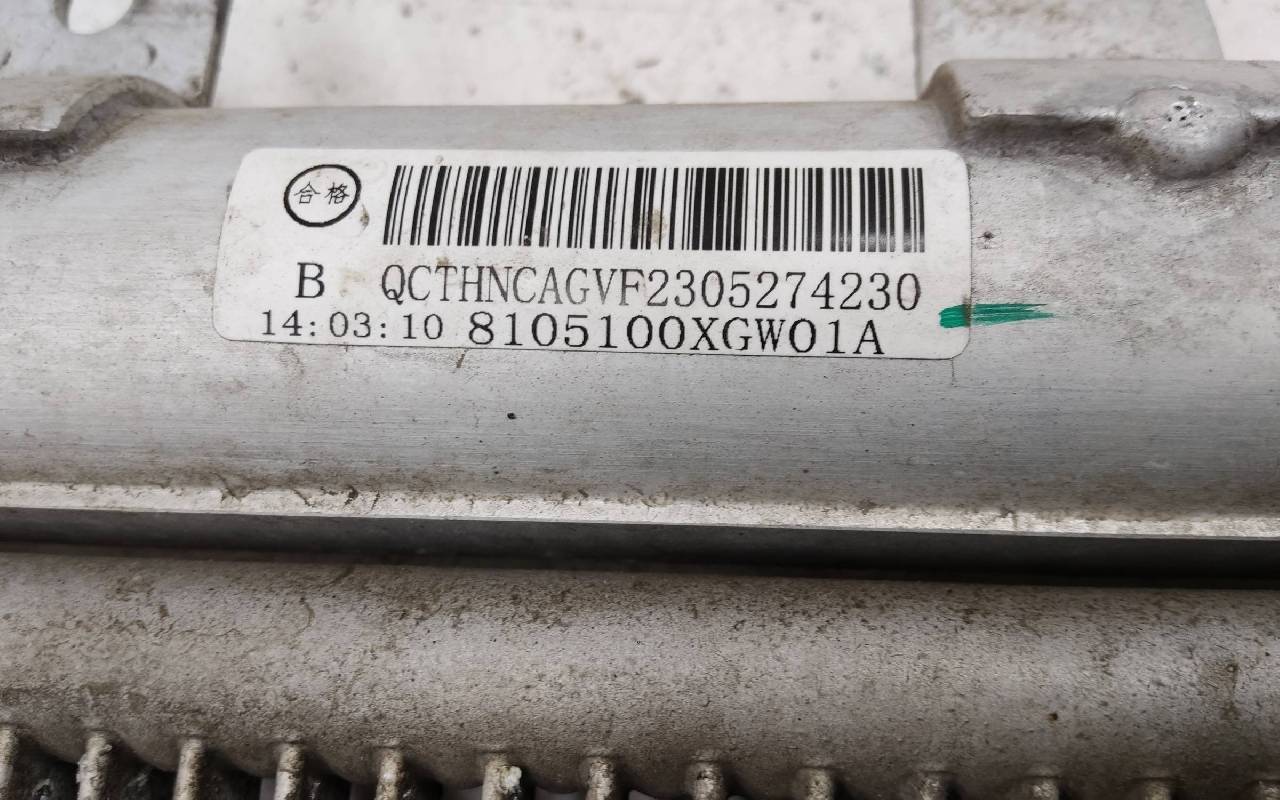 合格
B QCTHNCAGVF2305274230
14:03:10 8105100XGW01A